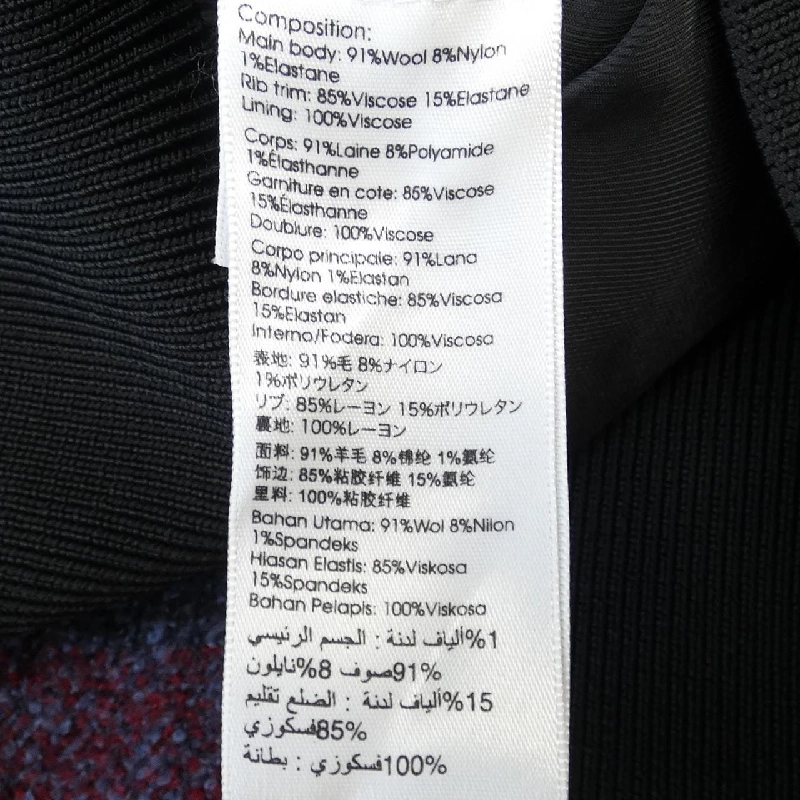 Composition:
Main body: 91%Wool 8%Nylon
1%Elastane
Rib trim: 85%Viscose 15%Elastane
Lining: 100%Viscose
Corps: 91%Laine 8%Polyamide
1%Élasthanne
Garniture en cote: 85%Viscose
15%Élasthanne
Doublure: 100%Viscose
Corpo principale: 91%Lana
8%Nylon 1%Elastan
Bordure elastiche: 85%Viscosa
15%Elastan
Interno/Fodera: 100%Viscosa
表地: 91%毛 8%ナイロン
1%ポリウレタン
リブ: 85%レーヨン 15%ポリウレタン
裏地: 100%レーヨン
面料: 91%羊毛 8%锦纶 1%氨纶
饰边: 85%粘胶纤维 15%氨纶
里料: 100%粘胶纤维
Bahan Utama: 91%Wol 8%Nilon
1%Spandeks
Hiasan Elastis: 85%Viskosa
15%Spandeks
Bahan Pelapis: 100%Viskosa
1%ألياف لدنة : الجسم الرئيسي
91%صوف 8%نايلون
15%ألياف لدنة : الضلع تقليم
85%فسكوزي
100%فسكوزي : بطانة